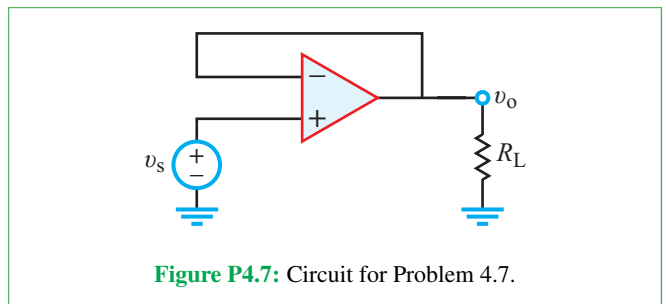 −
+
υo
υs
+
−
RL
Figure P4.7: Circuit for Problem 4.7.